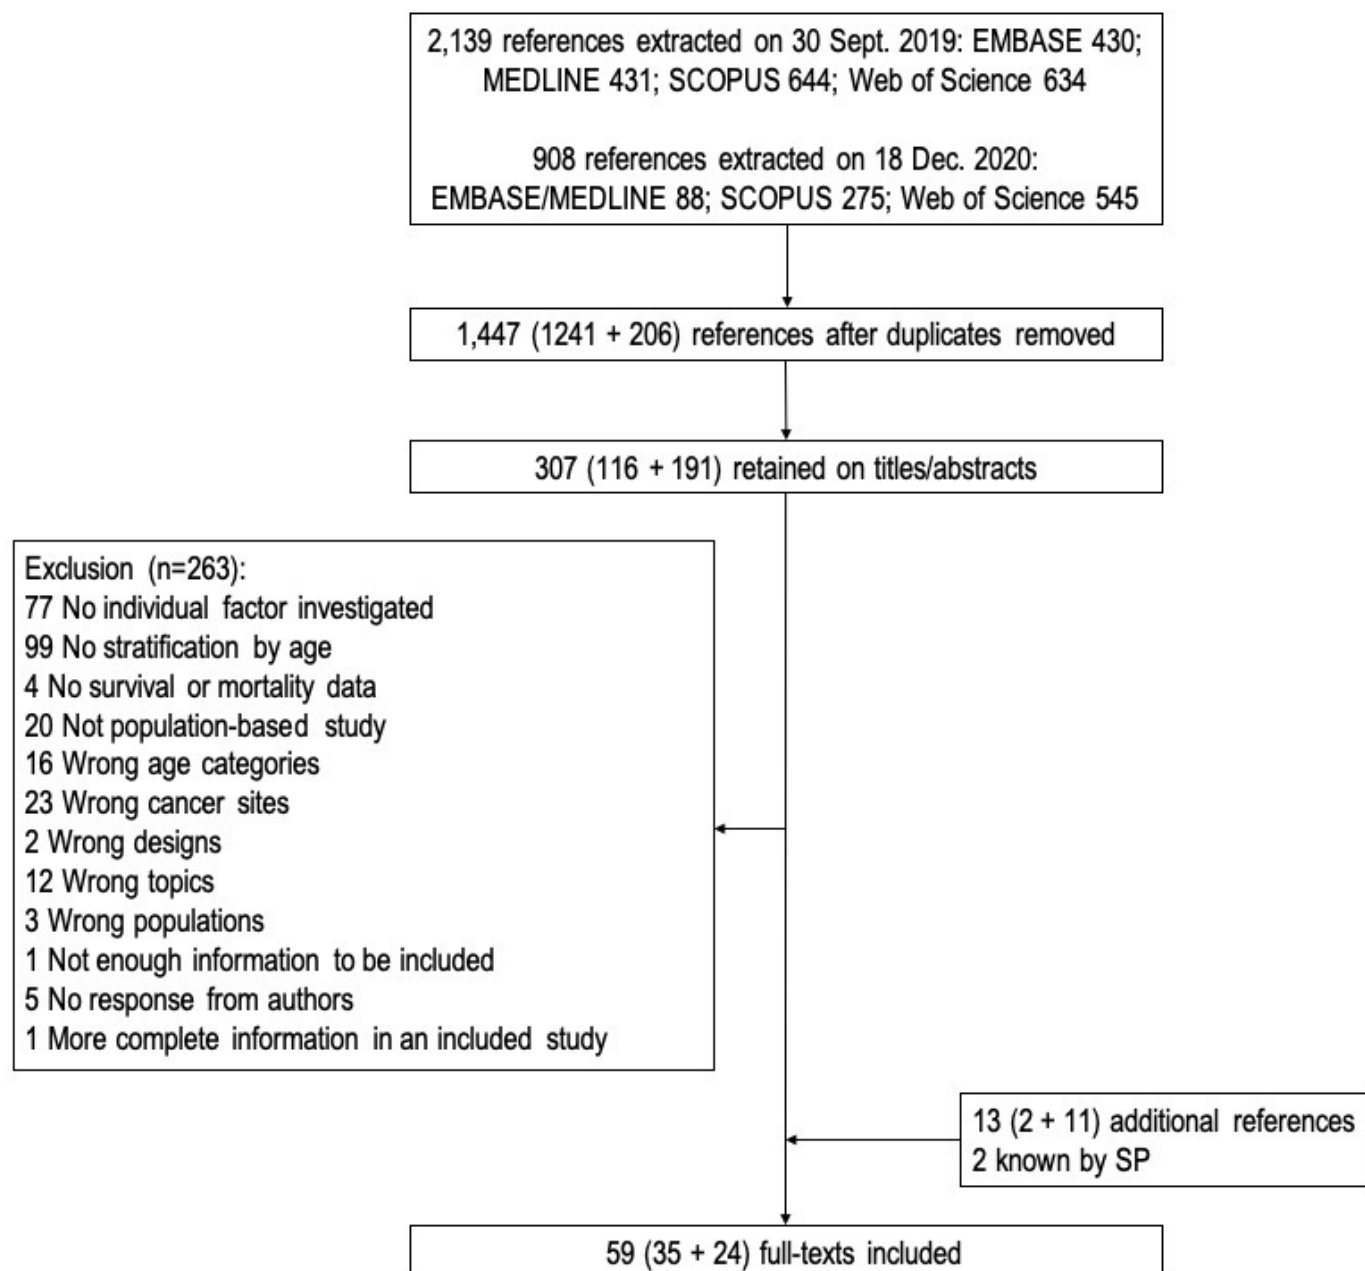 2,139 references extracted on 30 Sept. 2019: EMBASE 430;
MEDLINE 431; SCOPUS 644; Web of Science 634
908 references extracted on 18 Dec. 2020:
EMBASE/MEDLINE 88; SCOPUS 275; Web of Science 545
1,447 (1241 + 206) references after duplicates removed
307 (116 + 191) retained on titles/abstracts
Exclusion (n=263):
77 No individual factor investigated
99 No stratification by age
4 No survival or mortality data
20 Not population-based study
16 Wrong age categories
23 Wrong cancer sites
2 Wrong designs
12 Wrong topics
3 Wrong populations
1 Not enough information to be included
5 No response from authors
1 More complete information in an included study
13 (2 + 11) additional references
2 known by SP
59 (35 + 24) full-texts included